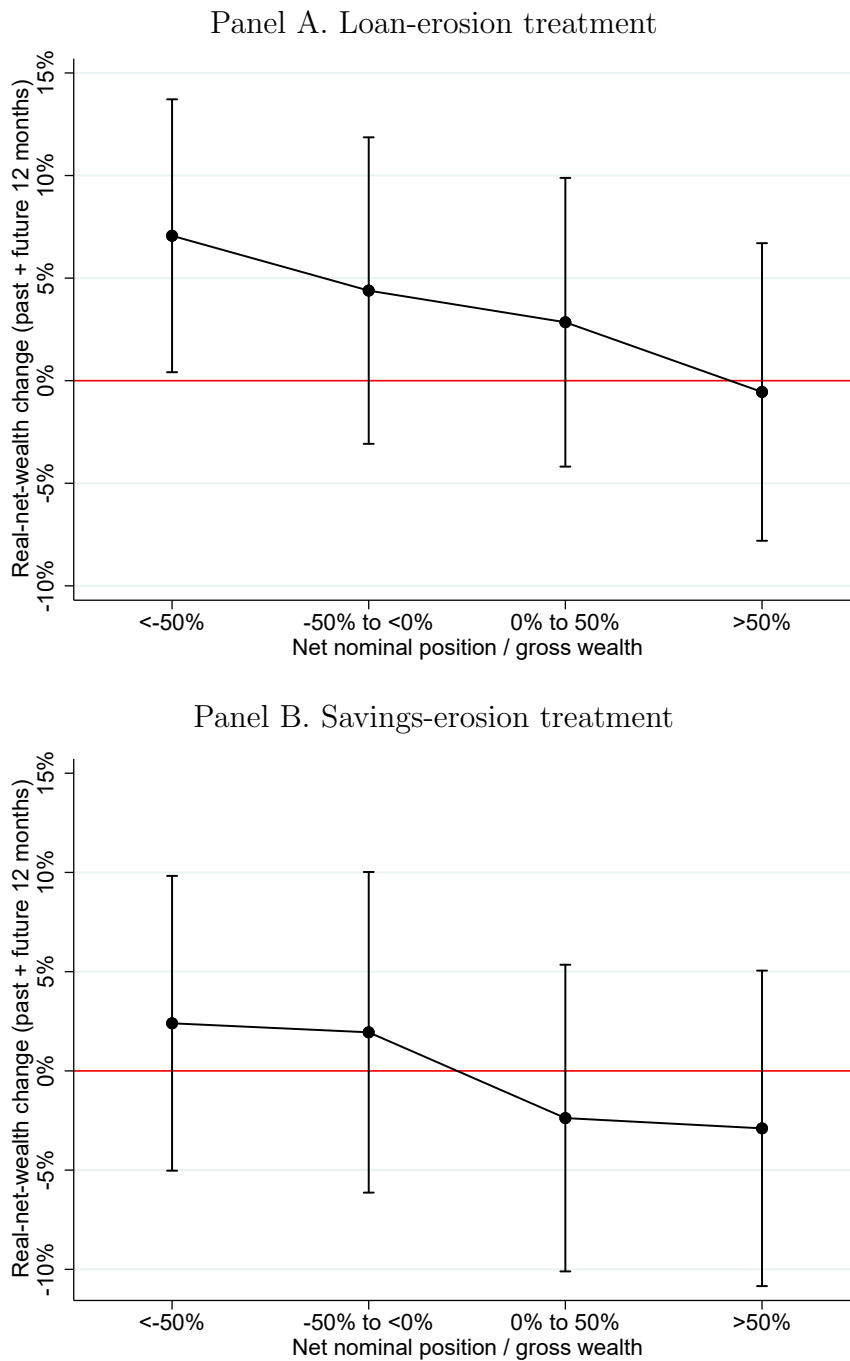 Panel A. Loan-erosion treatment
Real-net-wealth change (past + future 12 months)
15%
10%
5%
0%
-5%
-10%
<-50% -50% to <0% 0% to 50% >50%
Net nominal position / gross wealth
Panel B. Savings-erosion treatment
Real-net-wealth change (past + future 12 months)
15%
10%
5%
0%
-5%
-10%
<-50% -50% to <0% 0% to 50% >50%
Net nominal position / gross wealth